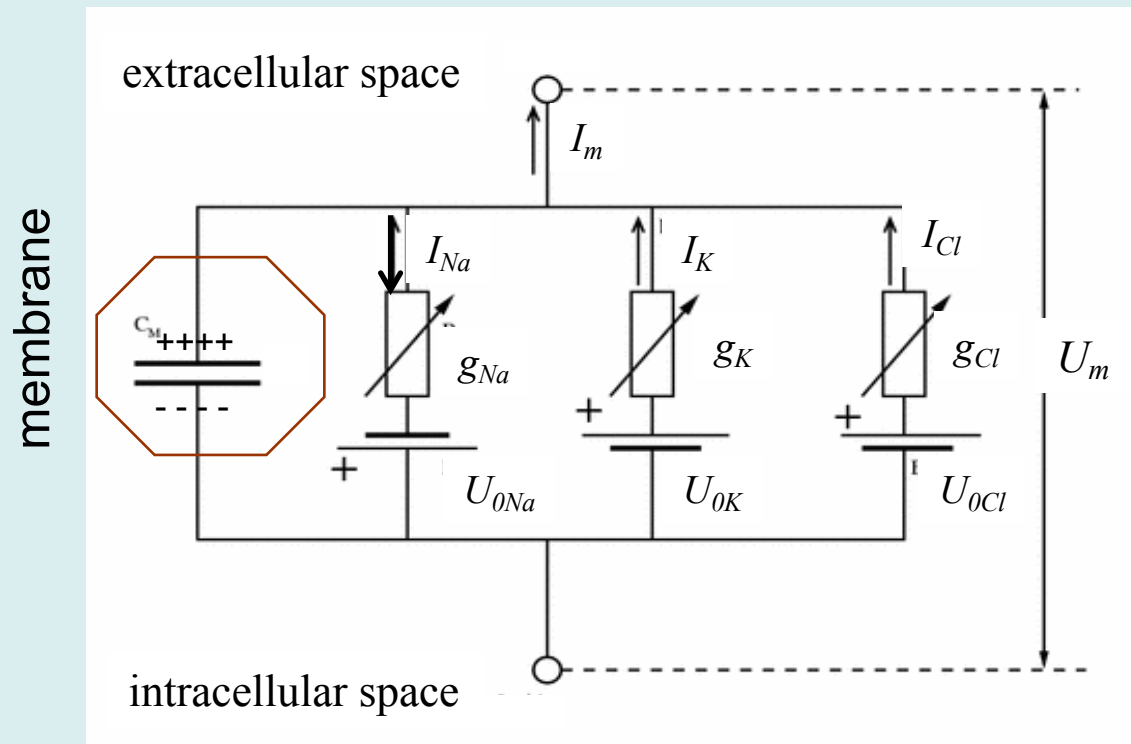 extracellular space
I_m
membrane
I_Na
I_K
I_Cl
C_M
++++
- - - -
g_Na
g_K
g_Cl
U_m
+
+
+
U_0Na
U_0K
U_0Cl
intracellular space